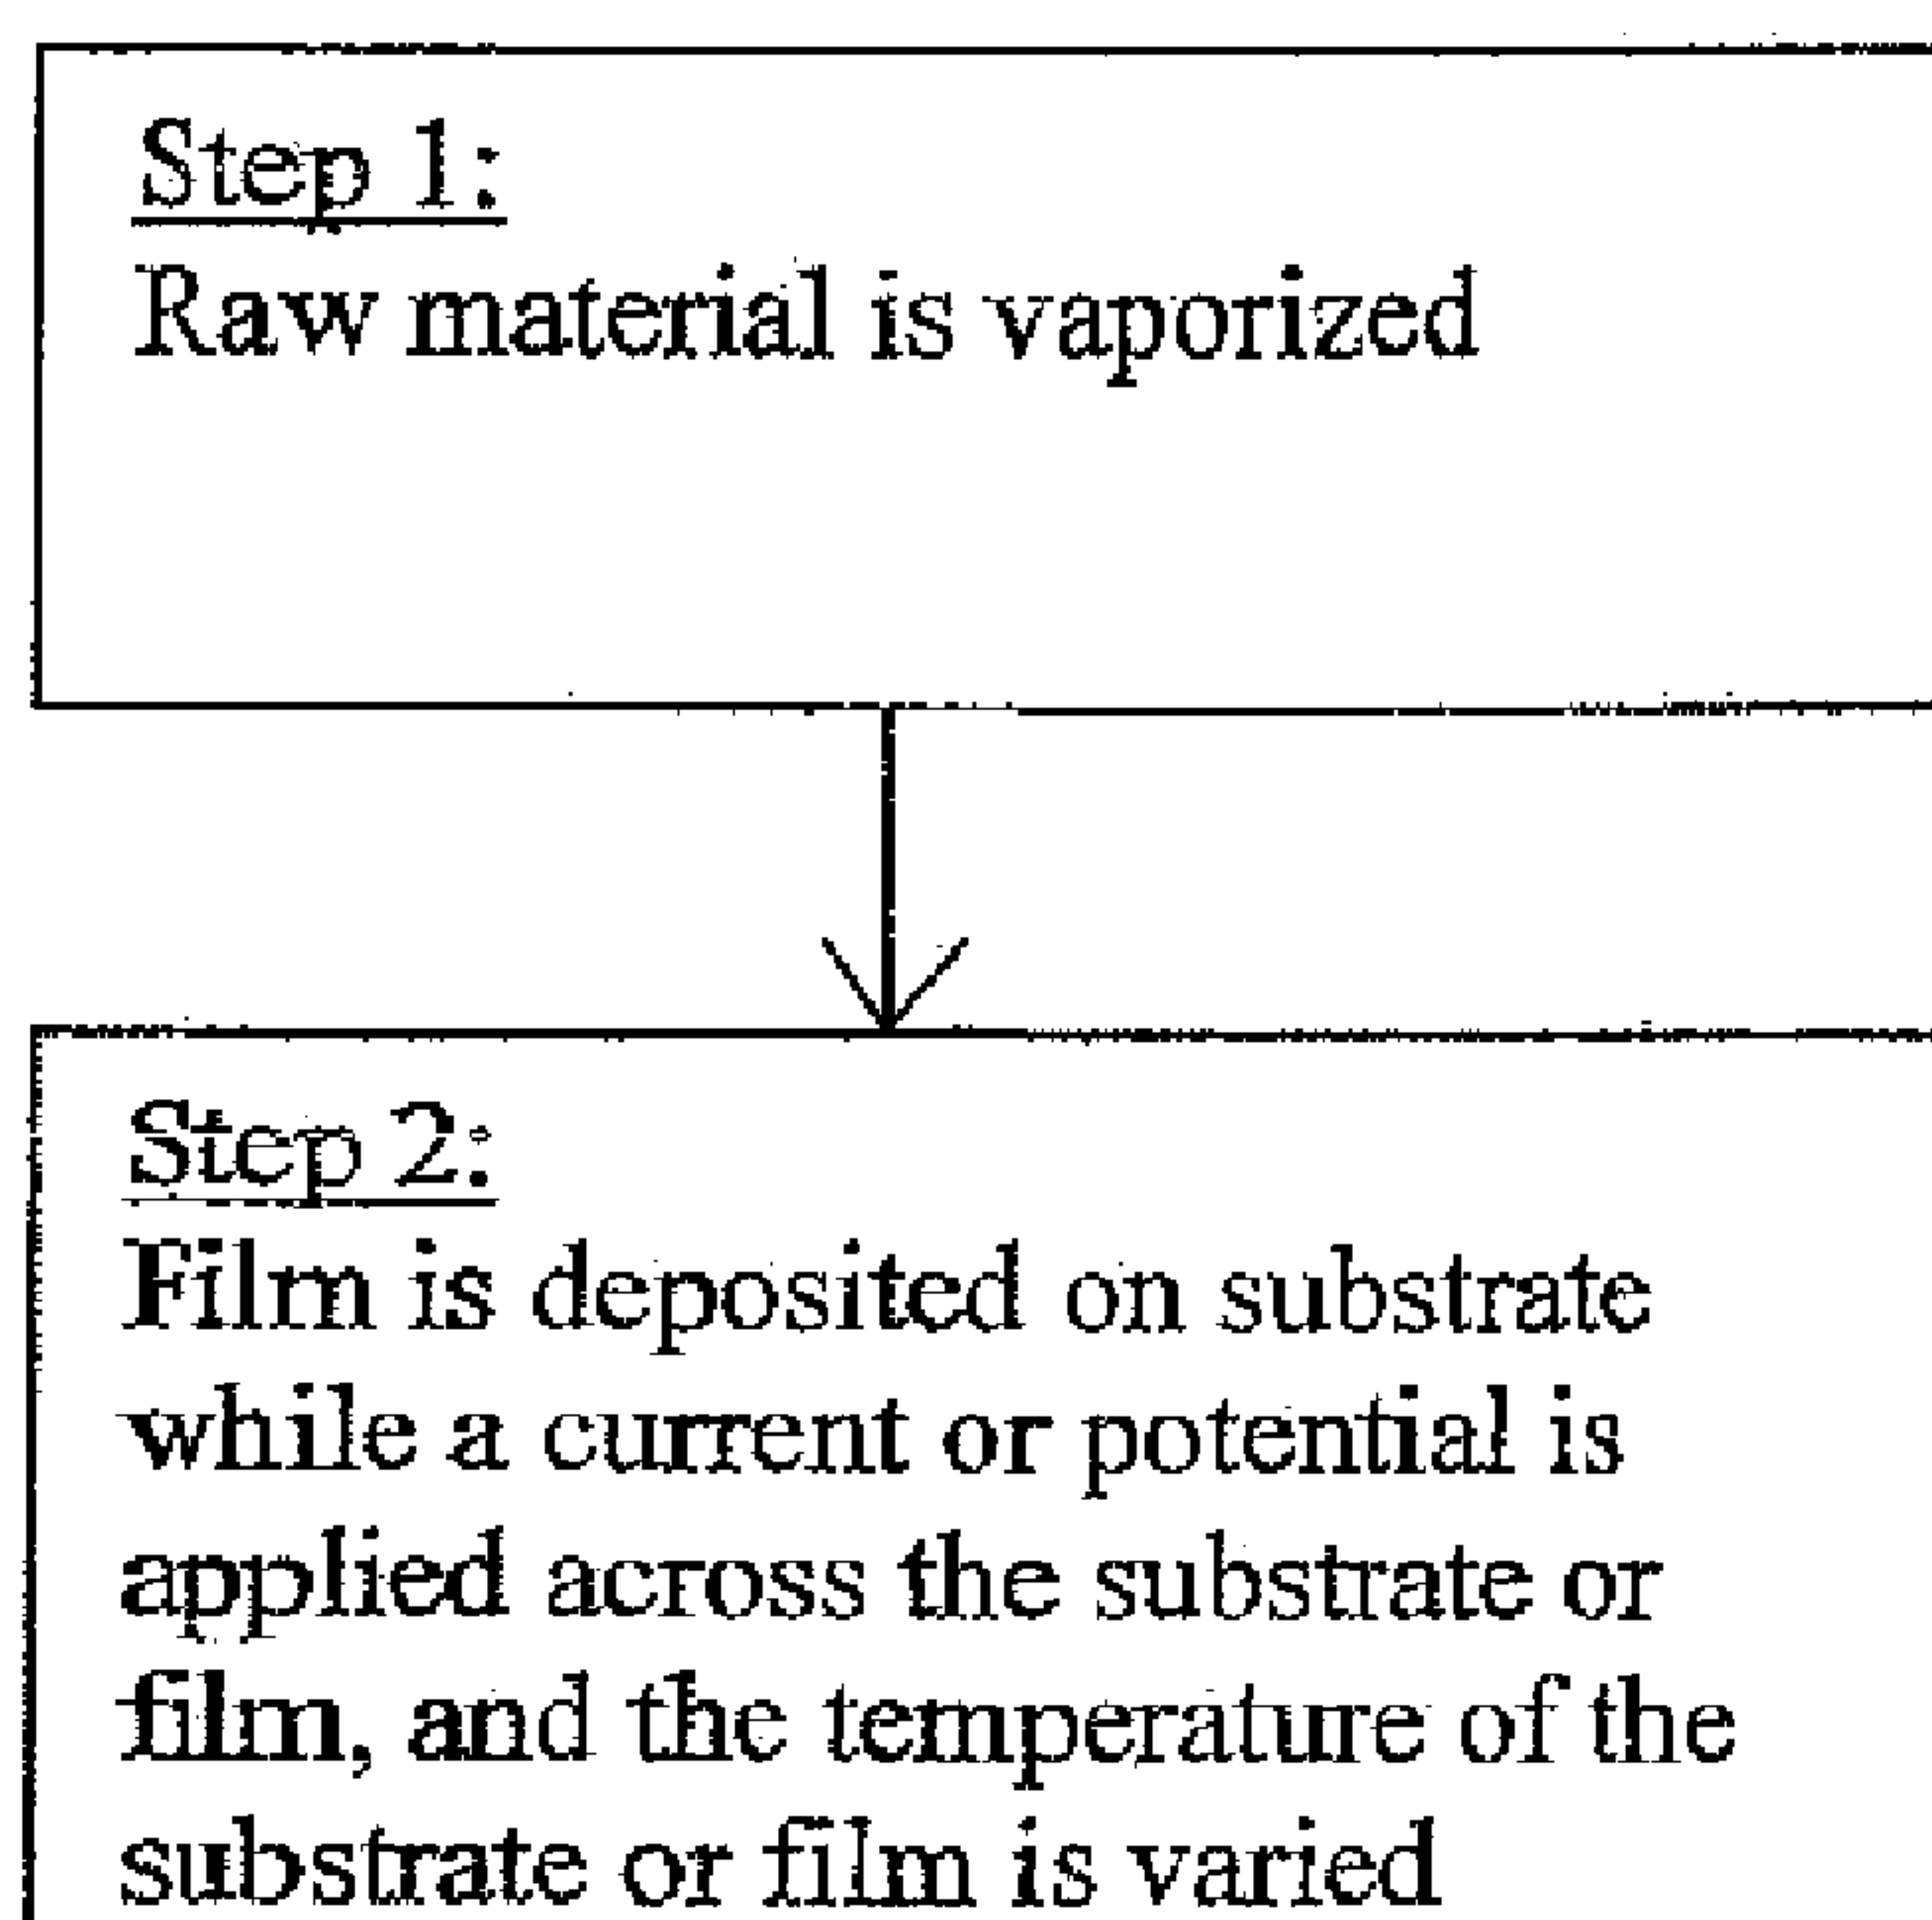 Step 1:
Raw material is vaporized
Step 2:
Film is deposited on substrate
while a current or potential is
applied across the substrate or
film, and the temperature of the
substrate or film is varied